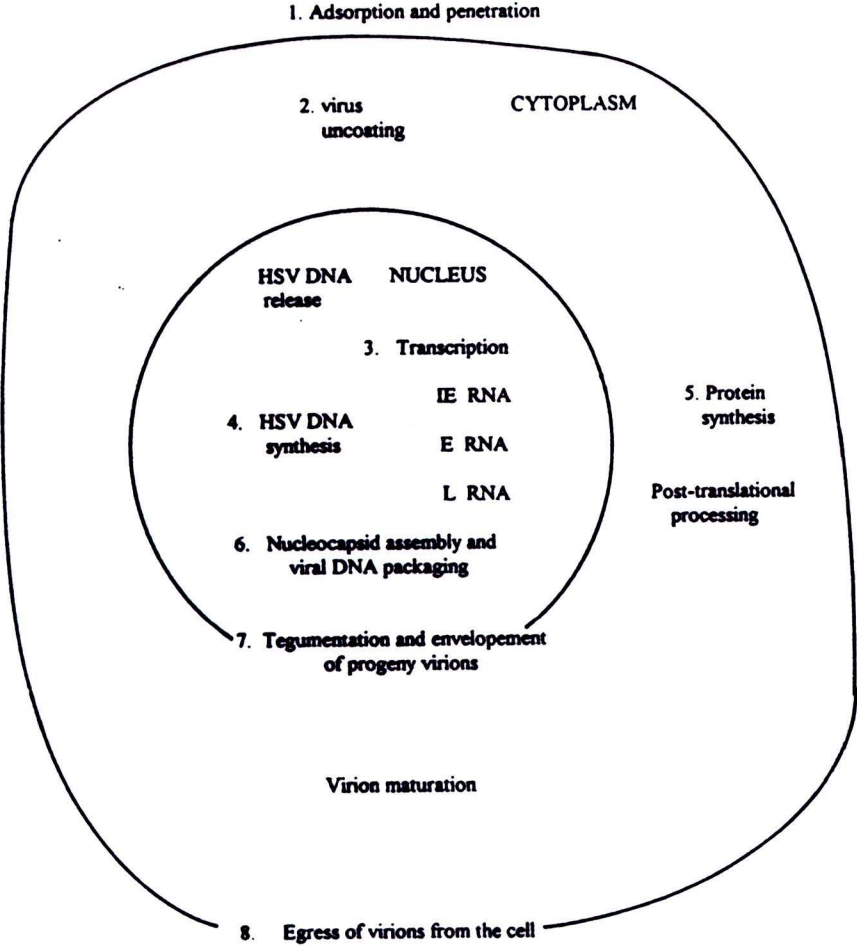 1. Adsorption and penetration
2. virus
uncoating
CYTOPLASM
HSV DNA
release
NUCLEUS
3. Transcription
IE RNA
4. HSV DNA
synthesis
E RNA
L RNA
5. Protein
synthesis
Post-translational
processing
6. Nucleocapsid assembly and
viral DNA packaging
7. Tegumentation and envelopement
of progeny virions
Virion maturation
8. Egress of virions from the cell